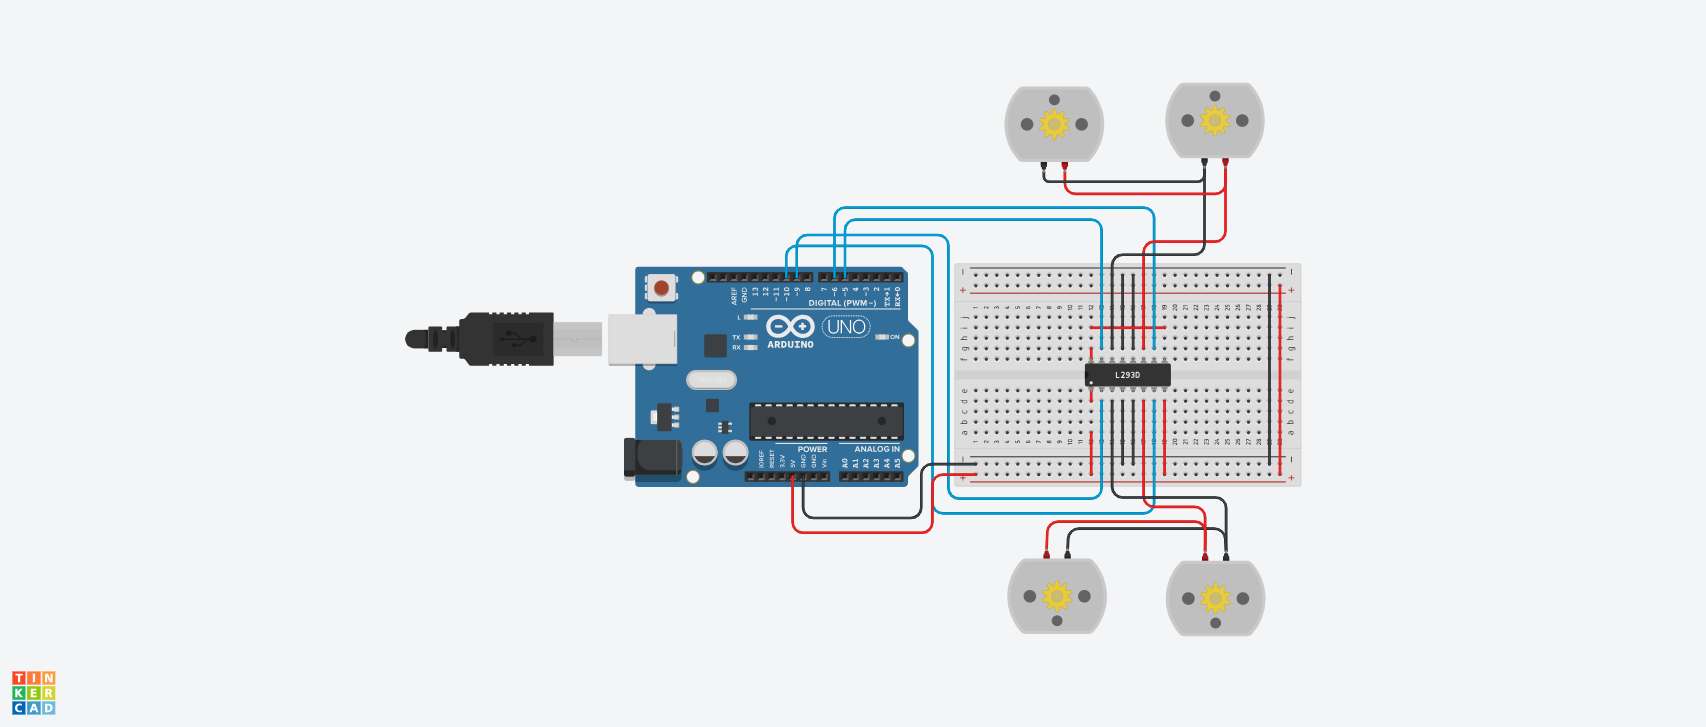 AREF
GND
13
12
~11
~10
~9
8
7
~6
~5
4
~3
2
TX→1
RX←0
DIGITAL (PWM ~)
L
TX
RX
UNO
ARDUINO
ON
POWER
ANALOG IN
IOREF
RESET
3.3V
5V
GND
GND
Vin
A0
A1
A2
A3
A4
A5
j
i
h
g
f
L293D
e
d
c
b
a
TIN
KER
CAD